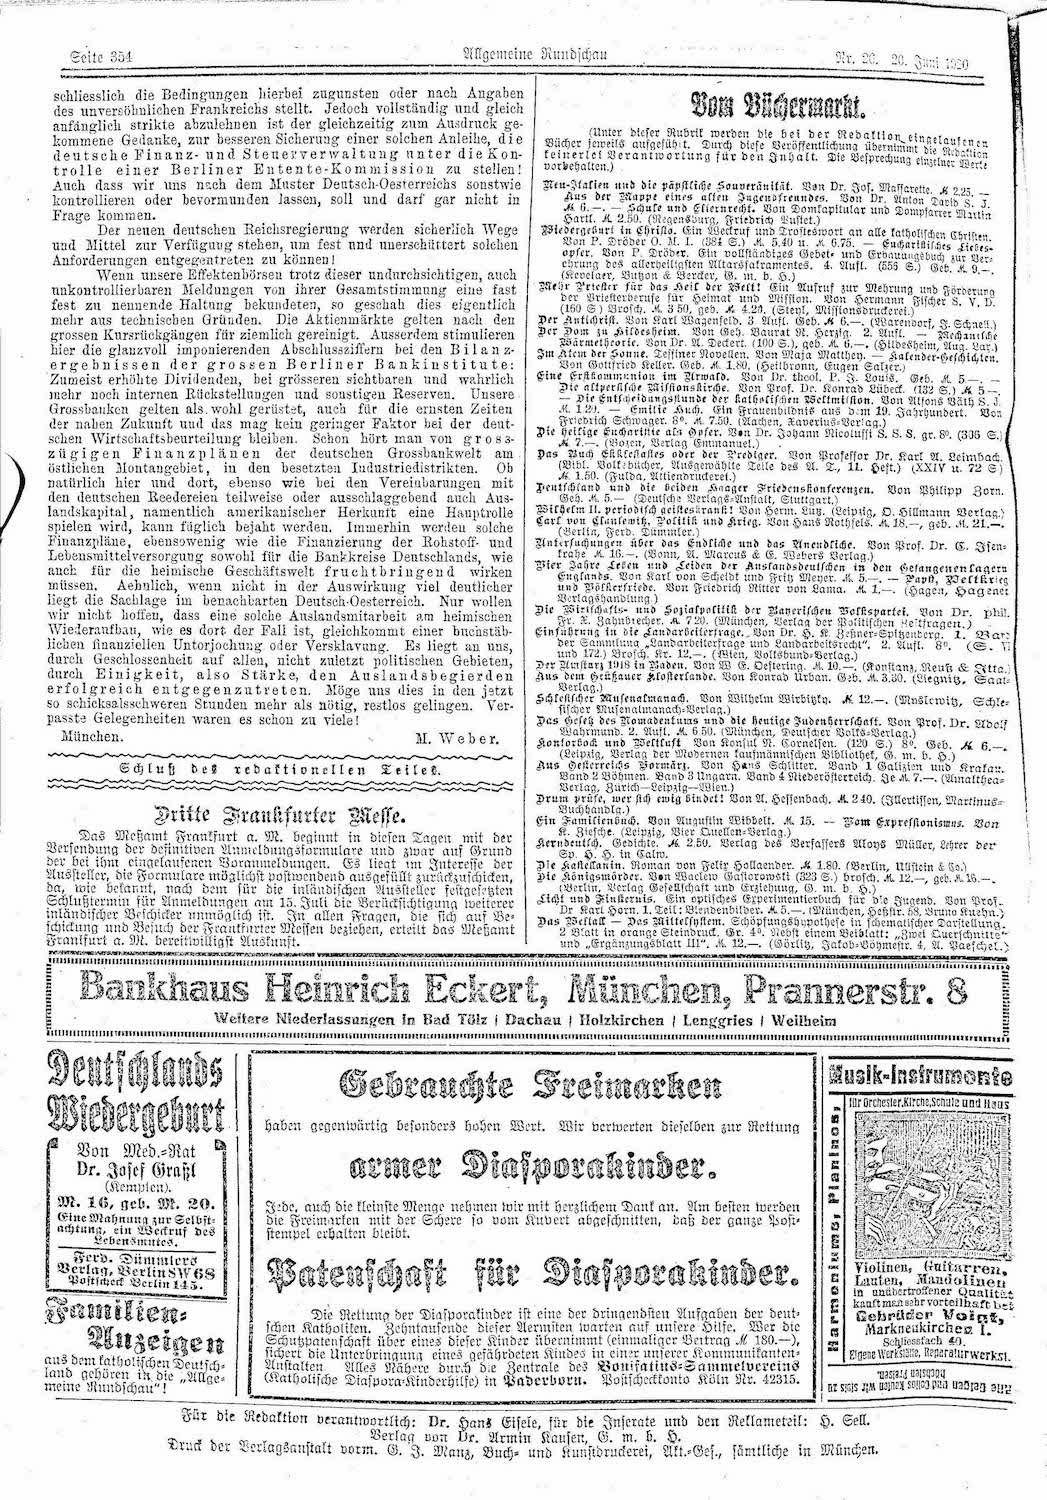 Seite 354
Allgemeine Rundschau
Nr. 26. 26. Juni 1920
schliesslich die Bedingungen hierbei zugunsten oder nach Angaben
des unversöhnlichen Frankreichs stellt. Jedoch vollständig und gleich
anfänglich strikte abzulehnen ist der gleichzeitig zum Ausdruck ge-
kommene Gedanke, zur besseren Sicherung einer solchen Anleihe, die
deutsche Finanz- und Steuerverwaltung unter die Kon-
trolle einer Berliner Entente-Kommission zu stellen!
Auch dass wir uns nach dem Muster Deutsch-Oesterreichs sonstwie
kontrollieren oder bevormunden lassen, soll und darf gar nicht in
Frage kommen.
Der neuen deutschen Reichsregierung werden sicherlich Wege
und Mittel zur Verfügung stehen, um fest und unerschüttert solchen
Anforderungen entgegentreten zu können!
Wenn unsere Effektenbörsen trotz dieser undurchsichtigen, auch
unkontrollierbaren Meldungen von ihrer Gesamtstimmung eine fast
fest zu nennende Haltung bekundeten, so geschah dies eigentlich
mehr aus technischen Gründen. Die Aktienmärkte gelten nach den
grossen Kursrückgängen für ziemlich gereinigt. Ausserdem stimulieren
hier die glanzvoll imponierenden Abschlussziffern bei den Bilanz-
ergebnissen der grossen Berliner Bankinstitute:
Zumeist erhöhte Dividenden, bei grösseren sichtbaren und wahrlich
mehr noch internen Rückstellungen und sonstigen Reserven. Unsere
Grossbanken gelten als wohl gerüstet, auch für die ernsten Zeiten
der nahen Zukunft und das mag kein geringer Faktor bei der deut-
schen Wirtschaftsbeurteilung bleiben. Schon hört man von gross-
zügigen Finanzplänen der deutschen Grossbankwelt am
östlichen Montangebiet, in den besetzten Industriedistrikten. Ob
natürlich hier und dort, ebenso wie bei den Vereinbarungen mit
den deutschen Reedereien teilweise oder ausschlaggebend auch Aus-
landskapital, namentlich amerikanischer Herkunft eine Hauptrolle
spielen wird, kann füglich bejaht werden. Immerhin werden solche
Finanzpläne, ebensowenig wie die Finanzierung der Rohstoff- und
Lebensmittelversorgung sowohl für die Bankkreise Deutschlands, wie
auch für die heimische Geschäftswelt fruchtbringend wirken
müssen. Aehnlich, wenn nicht in der Auswirkung viel deutlicher
liegt die Sachlage im benachbarten Deutsch-Oesterreich. Nur wollen
wir nicht hoffen, dass eine solche Auslandsmitarbeit am heimischen
Wiederaufbau, wie es dort der Fall ist, gleichkommt einer buchstäb-
lichen finanziellen Unterjochung oder Versklavung. Es liegt an uns,
durch Geschlossenheit auf allen, nicht zuletzt politischen Gebieten,
durch Einigkeit, also Stärke, den Auslandsbegierden
erfolgreich entgegenzutreten. Möge uns dies in den jetzt
so schicksalsschweren Stunden mehr als nötig, restlos gelingen. Ver-
passte Gelegenheiten waren es schon zu viele!
München. M. Weber.
Schluß des redaktionellen Teiles.
Dritte Frankfurter Messe.
Das Meßamt Frankfurt a. M. beginnt in diesen Tagen mit der
Versendung der definitiven Anmeldungsformulare und zwar auf Grund
der bei ihm eingelaufenen Voranmeldungen. Es liegt im Interesse der
Aussteller, die Formulare möglichst postwendend ausgefüllt zurückzuschicken,
da, wie bekannt, nach dem für die inländischen Aussteller festgesetzten
Schlußtermin für Anmeldungen am 15. Juli die Berücksichtigung weiterer
inländischer Beschicker unmöglich ist. In allen Fragen, die sich auf Be-
schickung und Besuch der Frankfurter Messen beziehen, erteilt das Meßamt
Frankfurt a. M. bereitwilligst Auskunft.
Vom Büchermarkt.
(Unter dieser Rubrik werden die bei der Redaktion eingelaufenen
Bücher jeweils aufgeführt. Durch diese Veröffentlichung übernimmt die Redaktion
keinerlei Verantwortung für den Inhalt. Die Besprechung einzelner Werke
vorbehalten.)
Neu-Italien und die päpstliche Souveränität. Von Dr. Jos. Massarette. M 2.25. —
Aus der Mappe eines alten Jugendfreundes. Von Dr. Anton David S. J.
M 6.—. — Schule und Elternrecht. Von Domkapitular und Dompfarrer Martin
Hartl. M. 2.50. (Regensburg, Friedrich Pustet.)
Wiedergeburt in Christo. Ein Weckruf und Trosteswort an alle katholischen Christen.
Von P. Dröder O. M. I. (384 S.) M. 5,40 u. M 6.75. — Eucharistisches Liebes-
opfer. Von P. Dröder. Ein vollständiges Gebet- und Erbauungsbuch zur Ver-
ehrung des allerheiligsten Altarsakramentes. 4. Aufl. (555 S.) Geb. M. 9.—.
(Kevelaer, Butzon & Bercker, G. m. b. H.)
Mehr Priester für das Heil der Welt! Ein Aufruf zur Mehrung und Förderung
der Priesterberufe für Heimat und Mission. Von Hermann Fischer S. V. D.
(160 S) Brosch. M. 3 50, geb. M. 4.20. (Steyl, Missionsdruckerei.)
Der Antichrist. Von Karl Wagenfeld. 3 Aufl. Geb. M 6.—. (Warendorf, J. Schnell.)
Der Dom zu Hildesheim. Von Geh. Baurat R. Herzig. 2. Aufl. — Mechanische
Wärmetheorie. Von Dr. A. Deckert. (100 S.), geb. M. 6.—. (Hildesheim, Aug. Lax.)
Im Atem der Sonne. Tessiner Novellen. Von Maja Matthey. — Kalender-Geschichten.
Von Gottfried Keller. Geb. M. 1.80. (Heilbronn, Eugen Salzer.)
Eine Erstkommunion im Urwald. Von Dr. theol. P. J. Louis. Geb. M. 5.—. —
Die altpersische Missionskirche. Von Prof. Dr. Konrad Lübeck. (132 S.) M. 5.—.
— Die Entscheidungsstunde der katholischen Weltmission. Von Alfons Väth S. J.
M. 1.20. — Emilie Huch. Ein Frauenbildnis aus dem 19. Jahrhundert. Von
Friedrich Schwager. 8°. M. 7.50. (Aachen, Xaverius-Verlag.)
Die heilige Eucharistie als Opfer. Von Dr. Johann Nicolussi S. S. S. gr. 8°. (336 S.)
M. 7.—. (Bozen, Verlag Emmanuel.)
Das Buch Ekklesiastes oder der Prediger. Von Professor Dr. Karl A. Leimbach.
(Bibl. Volksbücher, Ausgewählte Teile des A. T., 11. Heft.) (XXIV u. 72 S)
M. 1.50. (Fulda, Aktiendruckerei.)
Deutschland und die beiden Haager Friedenskonferenzen. Von Philipp Zorn.
Geh. M. 5.—. (Deutsche Verlags-Anstalt, Stuttgart.)
Wilhelm II. periodisch geisteskrank! Von Herm. Lutz. (Leipzig, O. Hillmann Verlag.)
Carl von Clausewitz, Politik und Krieg. Von Hans Rothfels. M. 18.—, geb. M. 21.—.
(Berlin, Ferd. Dümmler.)
Untersuchungen über das Endliche und das Unendliche. Von Prof. Dr. C. Isen-
krahe M. 16.—. (Bonn, A. Marcus & E. Webers Verlag.)
Vier Jahre Leben und Leiden der Auslandsdeutschen in den Gefangenenlagern
Englands. Von Karl von Scheidt und Fritz Meyer. M. 5.—. — Papst, Weltkrieg
und Völkerfriede. Von Friedrich Ritter von Lama. M. 1.—. (Hagen, Hagener
Verlagshandlung.)
Die Wirtschafts- und Sozialpolitik der Bayerischen Volkspartei. Von Dr. phil.
Fr. X. Zahnbrecher. M. 7 20. (München, Verlag der Politischen Zeitfragen.)
Einführung in die Landarbeiterfrage. Von Dr. H. K. Zeßner-Spitzenberg. 1. Band
der Sammlung „Landarbeiterfrage und Landarbeitsrecht“. 2. Aufl. 8°. (S. VI
und 172.) Brosch. Kr. 12.—. (Wien, Volksbund-Verlag.)
Der Umsturz 1918 in Baden. Von W. E. Oeftering. M. 10.—. (Konstanz, Reuß & Itta.)
Aus dem Grüßauer Klosterlande. Von Konrad Urban. Geb. M. 3.30. (Liegnitz, Saat-
Verlag.)
Schlesischer Musenalmanach. Von Wilhelm Wirbitzky. M 12.—. (Myslowitz, Schle-
sischer Musenalmanach-Verlag.)
Das Gesetz des Nomadentums und die heutige Judenherrschaft. Von Prof. Dr. Adolf
Wahrmund. 2. Aufl. M. 6.50. (München, Deutscher Volks-Verlag.)
Kontorbock und Weltluft. Von Konsul N. Cornelsen. (120 S.) 8°. Geb. M 6.—.
(Leipzig, Verlag der Modernen kaufmännischen Bibliothek, G. m. b. H.)
Aus Oesterreichs Vormärz. Von Hans Schlitter. Band 1 Galizien und Krakau.
Band 2 Böhmen. Band 3 Ungarn. Band 4 Niederösterreich. Je M. 7.—. (Amalthea-
Verlag, Zürich—Leipzig—Wien.)
Drum prüfe, wer sich ewig bindet! Von A. Hessenbach. M. 2 40. (Illertissen, Martinus-
Buchhandlg.)
Ein Familienbuch. Von Augustin Wibbelt. M. 15. — Vom Expressionismus. Von
K. Ziesche. (Leipzig, Vier Quellen-Verlag.)
Kerndeutsch. Gedichte. M. 2.50. Verlag des Verfassers Aloys Müller, Lehrer der
Sp. H. H. in Calw.
Die Kastellanin. Roman von Felix Hollaender. M. 1.80. (Berlin, Ullstein & Co.)
Die Königsmörder. Von Waclaw Gastorowski (323 S.) brosch. M. 12.—, geb. M. 16.—.
(Berlin, Verlag Gesellschaft und Erziehung, G. m. b. H.)
Licht und Finsternis. Ein optisches Experimentierbuch für die Jugend. Von Prof.
Dr. Karl Horn. 1. Teil: Blendenbilder. M. 5.—. (München, Heßstr. 58, Bruno Kuehn.)
Das Weltall — Das Mittelsystem. Schöpfungshypothese in schematischer Darstellung.
2 Blatt in orange Steindruck. Gr. 4°. Nebst einem Beiblatt: „Zwei Querschnitte“
und „Ergänzungsblatt III“. M. 12.—. (Görlitz, Jakob-Böhmestr. 4, A. Paeschel.)
Bankhaus Heinrich Eckert, München, Prannerstr. 8
Weitere Niederlassungen in Bad Tölz / Dachau / Holzkirchen / Lenggries / Weilheim
Deutschlands
Wiedergeburt
Von Med.-Rat
Dr. Josef Graßl
(Kempten).
M. 16, geb. M. 20.
Eine Mahnung zur Selbst-
achtung, ein Weckruf des
Lebensmutes.
Ferd. Dümmlers
Verlag, Berlin SW 68
Postscheck Berlin 145.
Familien-
Anzeigen
aus dem katholischen Deutsch-
land gehören in die „Allge-
meine Rundschau“!
Gebrauchte Freimarken
haben gegenwärtig besonders hohen Wert. Wir verwerten dieselben zur Rettung
armer Diasporakinder.
Jede, auch die kleinste Menge nehmen wir mit herzlichem Dank an. Am besten werden
die Freimarken mit der Schere so vom Kuvert abgeschnitten, daß der ganze Post-
stempel erhalten bleibt.
Patenschaft für Diasporakinder.
Die Rettung der Diasporakinder ist eine der dringendsten Aufgaben der deut-
schen Katholiken. Zehntausende dieser Aermsten warten auf unsere Hilfe. Wer die
Schutzpatenschaft über eines dieser Kinder übernimmt (einmaliger Vertrag M 180.—),
sichert die Unterbringung eines gefährdeten Kindes in einer unserer Kommunikanten-
Anstalten. Alles Nähere durch die Zentrale des Bonifatius-Sammelvereins
(Katholische Diaspora-Kinderhilfe) in Paderborn. Postscheckkonto Köln Nr. 42315.
Musik-Instrumente
für Orchester, Kirche, Schule und Haus
Harmoniums, Pianinos,
Violinen, Guitarren,
Lauten, Mandolinen
in unübertroffener Qualität
kauft man sehr vorteilhaft bei
Gebrüder Voigt,
Markneukirchen I.
Schliessfach 40.
Eigene Werkstätte, Reparaturwerkst.
Alte Geigen und Cellos kaufen wir stets zu
höchsten Preisen.
Für die Redaktion verantwortlich: Dr. Hans Eisele, für die Inserate und den Reklameteil: H. Sell.
Verlag von Dr. Armin Kausen, G. m. b. H.
Druck der Verlagsanstalt vorm. G. J. Manz, Buch- und Kunstdruckerei, Akt.-Ges., sämtliche in München.